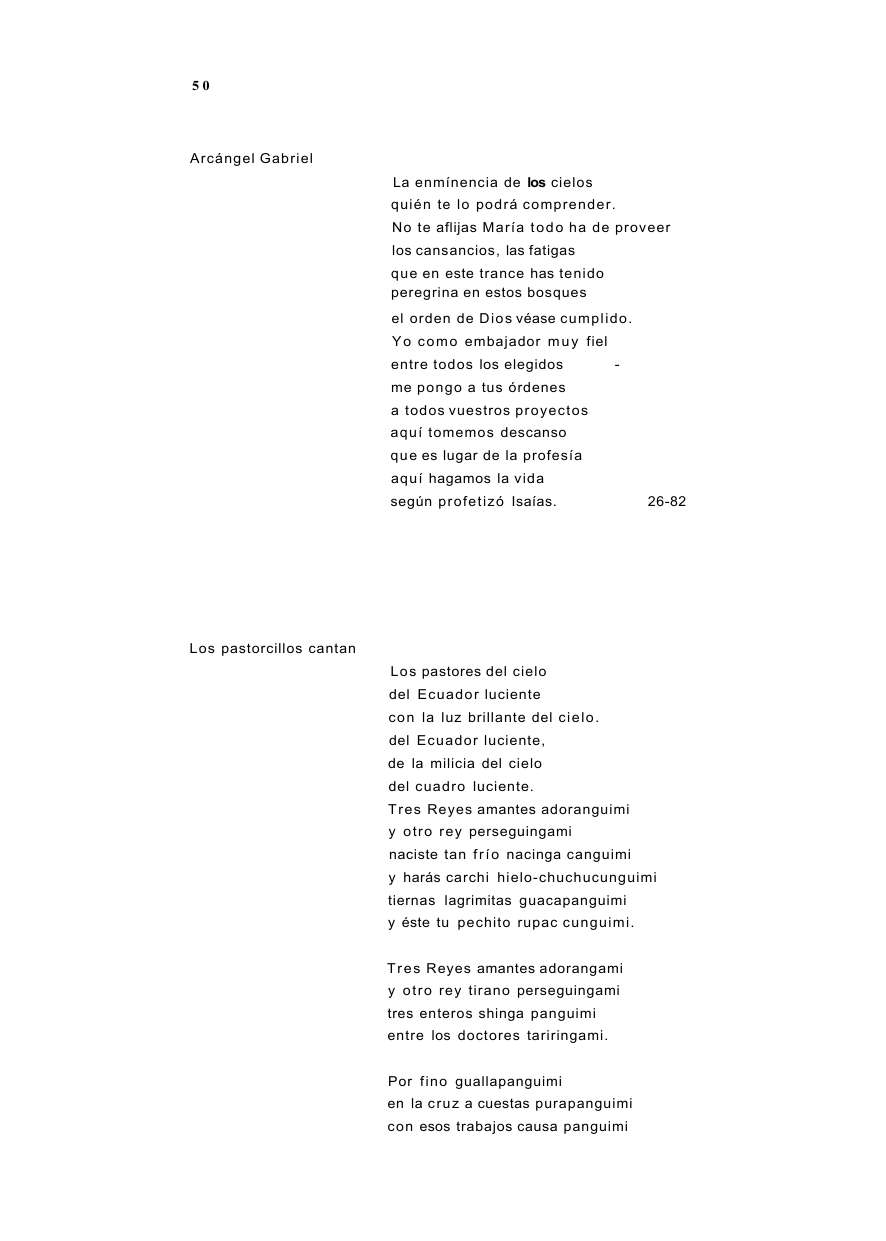 50
Arcángel Gabriel
La enmínencia de los cielos
quién te lo podrá comprender.
No te aflijas María todo ha de proveer
los cansancios, las fatigas
que en este trance has tenido
peregrina en estos bosques
el orden de Dios véase cumplido.
Yo como embajador muy fiel
entre todos los elegidos -
me pongo a tus órdenes
a todos vuestros proyectos
aquí tomemos descanso
que es lugar de la profesía
aquí hagamos la vida
según profetizó Isaías. 26-82
Los pastorcillos cantan
Los pastores del cielo
del Ecuador luciente
con la luz brillante del cielo.
del Ecuador luciente,
de la milicia del cielo
del cuadro luciente.
Tres Reyes amantes adoranguimi
y otro rey perseguingami
naciste tan frío nacinga canguimi
y harás carchi hielo-chuchucunguimi
tiernas lagrimitas guacapanguimi
y éste tu pechito rupac cunguimi.
Tres Reyes amantes adorangami
y otro rey tirano perseguingami
tres enteros shinga panguimi
entre los doctores tariringami.
Por fino guallapanguimi
en la cruz a cuestas purapanguimi
con esos trabajos causa panguimi